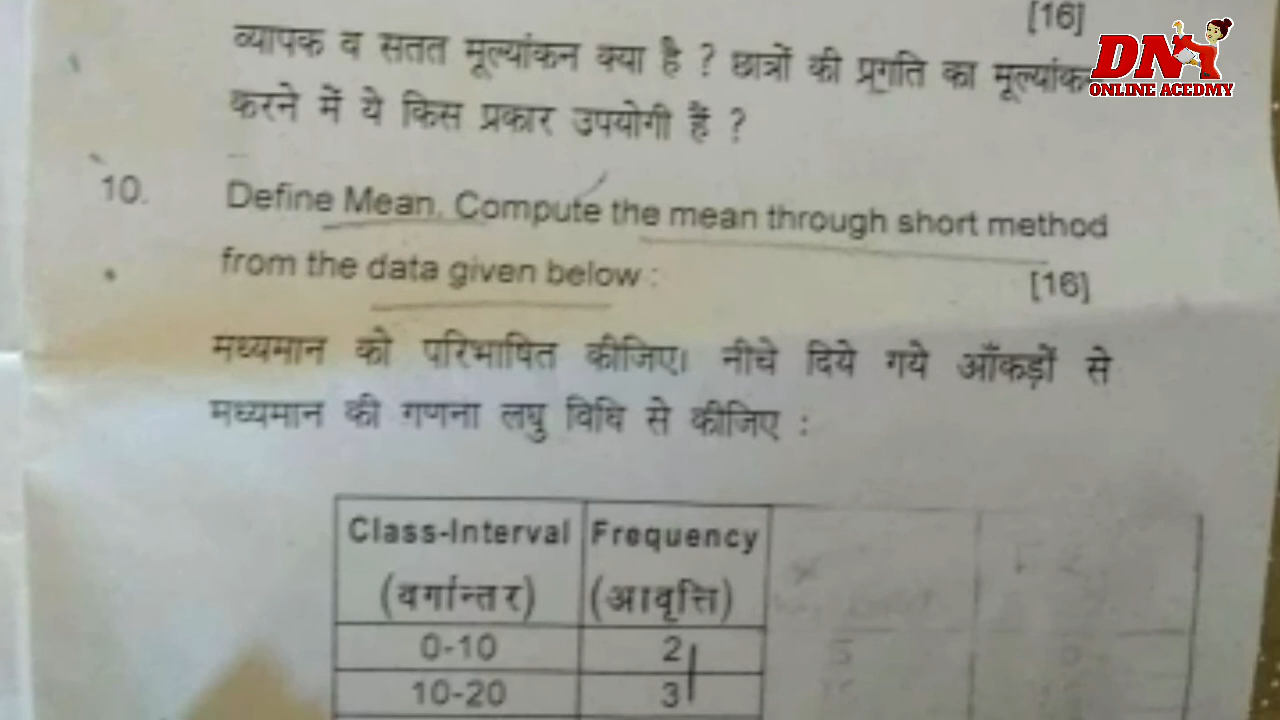 [16]
व्यापक व सतत मूल्यांकन क्या है ? छात्रों की प्रगति का मूल्यांकन
करने में ये किस प्रकार उपयोगी हैं ?
DN
ONLINE ACEDMY
10. Define Mean. Compute the mean through short method
from the data given below :
[16]
मध्यमान को परिभाषित कीजिए। नीचे दिये गये आँकड़ों से
मध्यमान की गणना लघु विधि से कीजिए :
Class-Interval Frequency
(वर्गान्तर) (आवृत्ति)
0-10 2
10-20 3